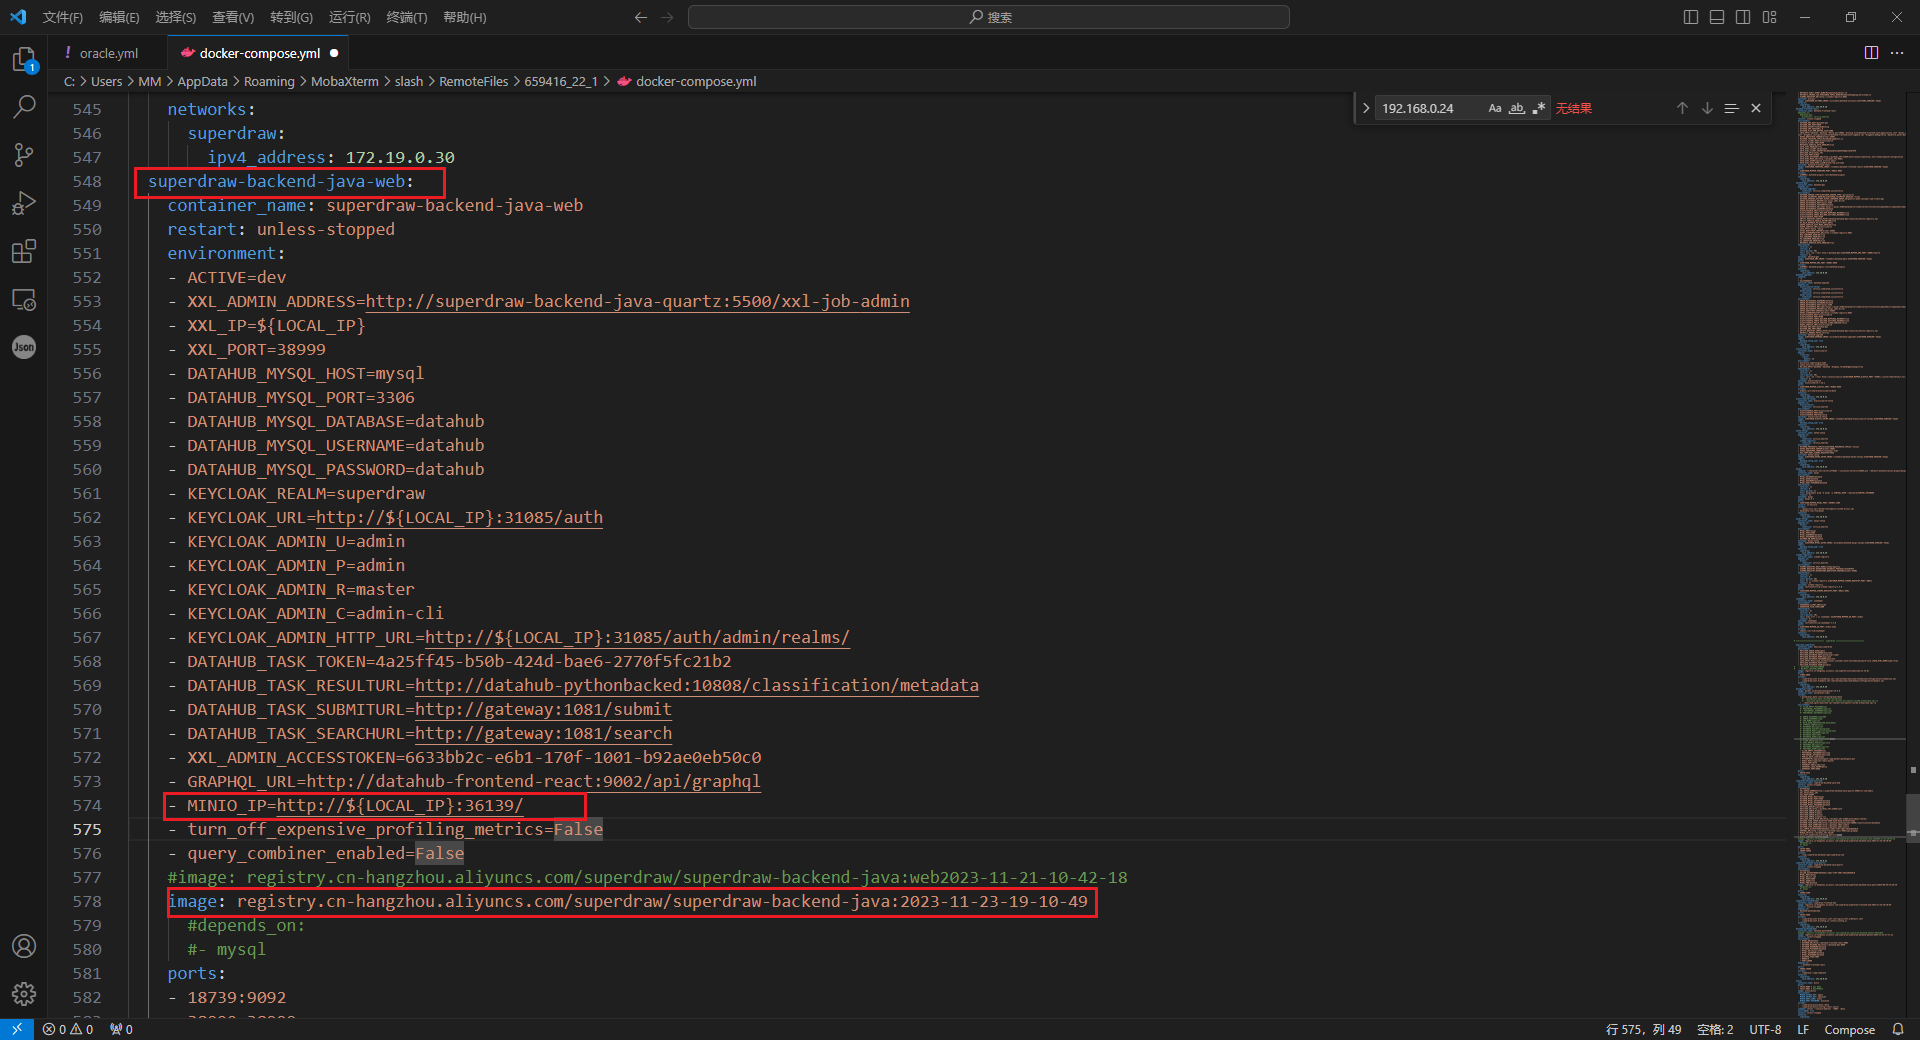 文件(F) 编辑(E) 选择(S) 查看(V) 转到(G) 运行(R) 终端(T) 帮助(H) 搜索
! oracle.yml docker-compose.yml ●
C: > Users > MM > AppData > Roaming > MobaXterm > slash > RemoteFiles > 659416_22_1 > docker-compose.yml
192.168.0.24 Aa ab 无结果
545 networks:
546 superdraw:
547 ipv4_address: 172.19.0.30
548 superdraw-backend-java-web:
549 container_name: superdraw-backend-java-web
550 restart: unless-stopped
551 environment:
552 - ACTIVE=dev
553 - XXL_ADMIN_ADDRESS=http://superdraw-backend-java-quartz:5500/xxl-job-admin
554 - XXL_IP=${LOCAL_IP}
555 - XXL_PORT=38999
556 - DATAHUB_MYSQL_HOST=mysql
557 - DATAHUB_MYSQL_PORT=3306
558 - DATAHUB_MYSQL_DATABASE=datahub
559 - DATAHUB_MYSQL_USERNAME=datahub
560 - DATAHUB_MYSQL_PASSWORD=datahub
561 - KEYCLOAK_REALM=superdraw
562 - KEYCLOAK_URL=http://${LOCAL_IP}:31085/auth
563 - KEYCLOAK_ADMIN_U=admin
564 - KEYCLOAK_ADMIN_P=admin
565 - KEYCLOAK_ADMIN_R=master
566 - KEYCLOAK_ADMIN_C=admin-cli
567 - KEYCLOAK_ADMIN_HTTP_URL=http://${LOCAL_IP}:31085/auth/admin/realms/
568 - DATAHUB_TASK_TOKEN=4a25ff45-b50b-424d-bae6-2770f5fc21b2
569 - DATAHUB_TASK_RESULTURL=http://datahub-pythonbacked:10808/classification/metadata
570 - DATAHUB_TASK_SUBMITURL=http://gateway:1081/submit
571 - DATAHUB_TASK_SEARCHURL=http://gateway:1081/search
572 - XXL_ADMIN_ACCESSTOKEN=6633bb2c-e6b1-170f-1001-b92ae0eb50c0
573 - GRAPHQL_URL=http://datahub-frontend-react:9002/api/graphql
574 - MINIO_IP=http://${LOCAL_IP}:36139/
575 - turn_off_expensive_profiling_metrics=False
576 - query_combiner_enabled=False
577 #image: registry.cn-hangzhou.aliyuncs.com/superdraw/superdraw-backend-java:web2023-11-21-10-42-18
578 image: registry.cn-hangzhou.aliyuncs.com/superdraw/superdraw-backend-java:2023-11-23-19-10-49
579 #depends_on:
580 #- mysql
581 ports:
582 - 18739:9092
1
Json
0 0 0 行 575, 列 49 空格: 2 UTF-8 LF Compose